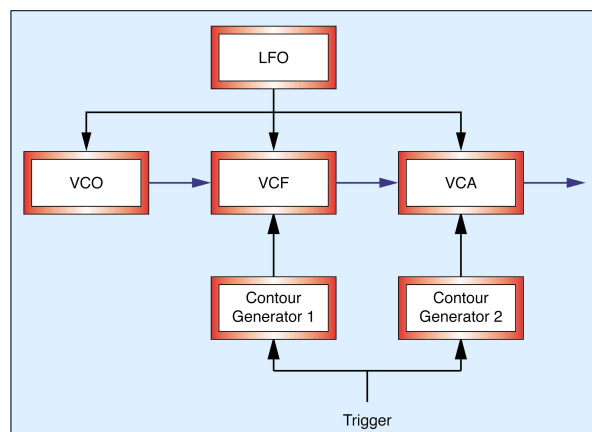 LFO
VCO
VCF
VCA
Contour
Generator 1
Contour
Generator 2
Trigger